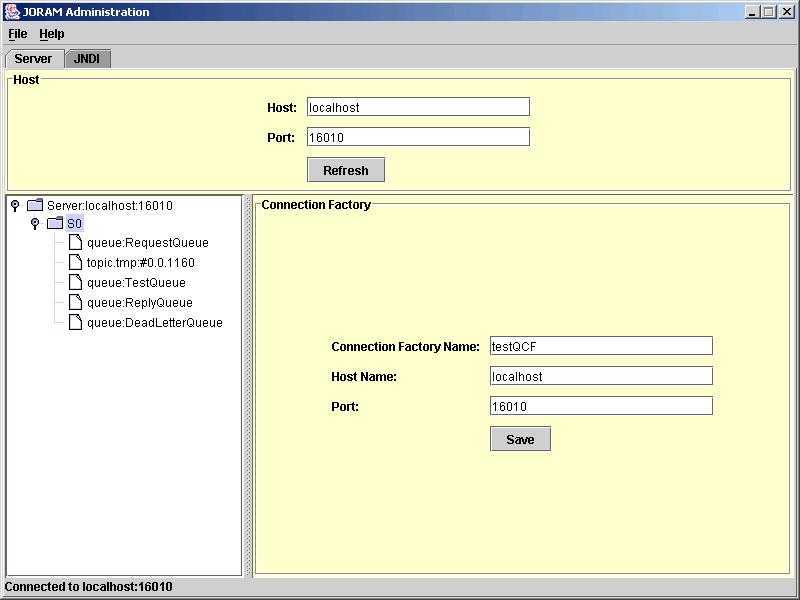 JORAM Administration
File Help
Server JNDI
Host
Host: localhost
Port: 16010
Refresh
Server:localhost:16010
S0
queue:RequestQueue
topic.tmp:#0.0.1160
queue:TestQueue
queue:ReplyQueue
queue:DeadLetterQueue
Connection Factory
Connection Factory Name: testQCF
Host Name: localhost
Port: 16010
Save
Connected to localhost:16010